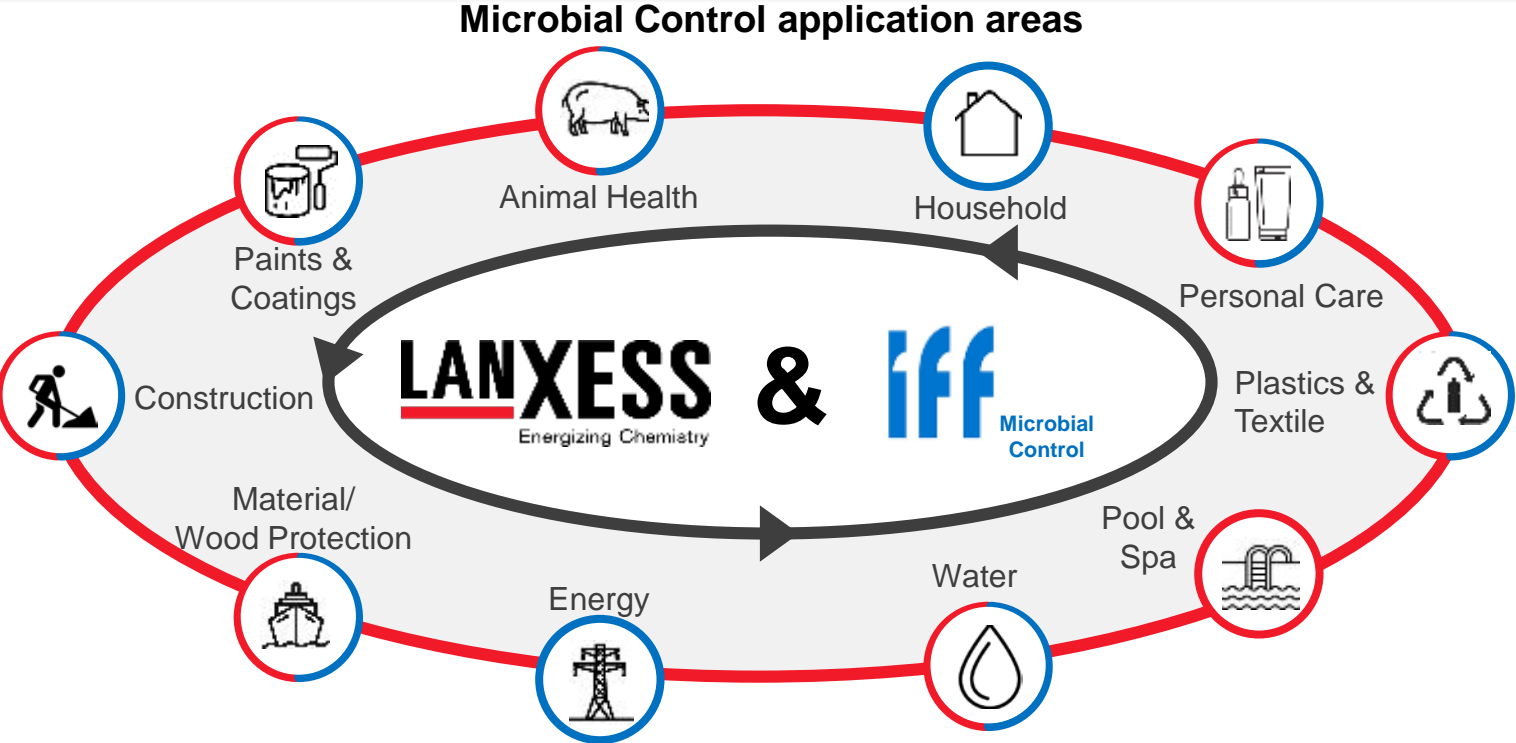 Microbial Control application areas
Animal Health
Household
Paints &
Coatings
Personal Care
LANXESS
Energizing Chemistry
&
iff
Microbial
Control
Construction
Plastics &
Textile
Material/
Wood Protection
Pool &
Spa
Energy
Water